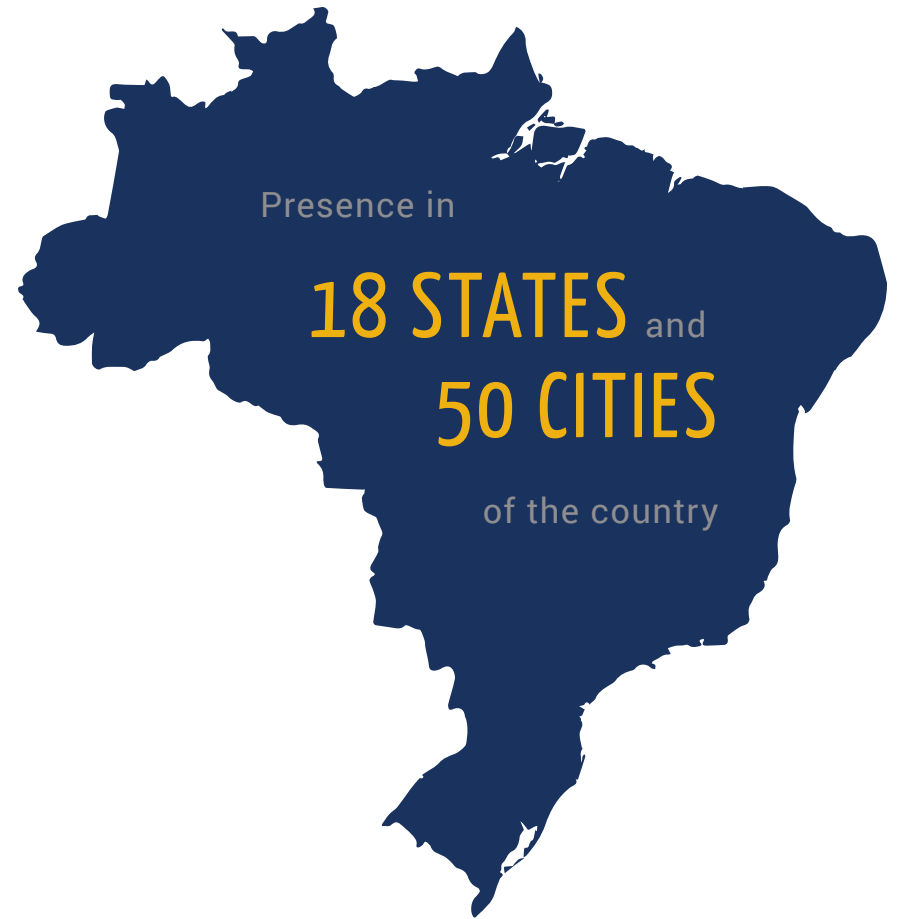 Presence in
18 STATES and
50 CITIES
of the country